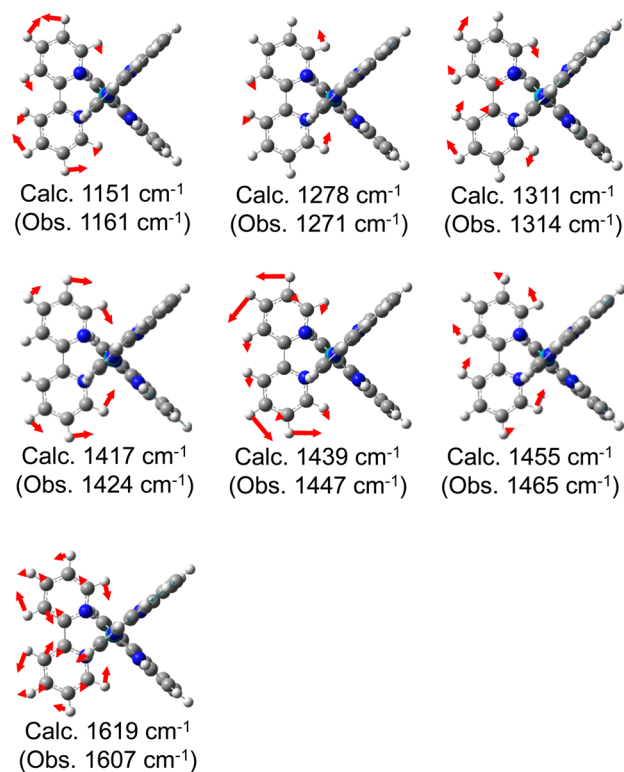 Calc. 1151 cm⁻¹
(Obs. 1161 cm⁻¹)
Calc. 1278 cm⁻¹
(Obs. 1271 cm⁻¹)
Calc. 1311 cm⁻¹
(Obs. 1314 cm⁻¹)
Calc. 1417 cm⁻¹
(Obs. 1424 cm⁻¹)
Calc. 1439 cm⁻¹
(Obs. 1447 cm⁻¹)
Calc. 1455 cm⁻¹
(Obs. 1465 cm⁻¹)
Calc. 1619 cm⁻¹
(Obs. 1607 cm⁻¹)